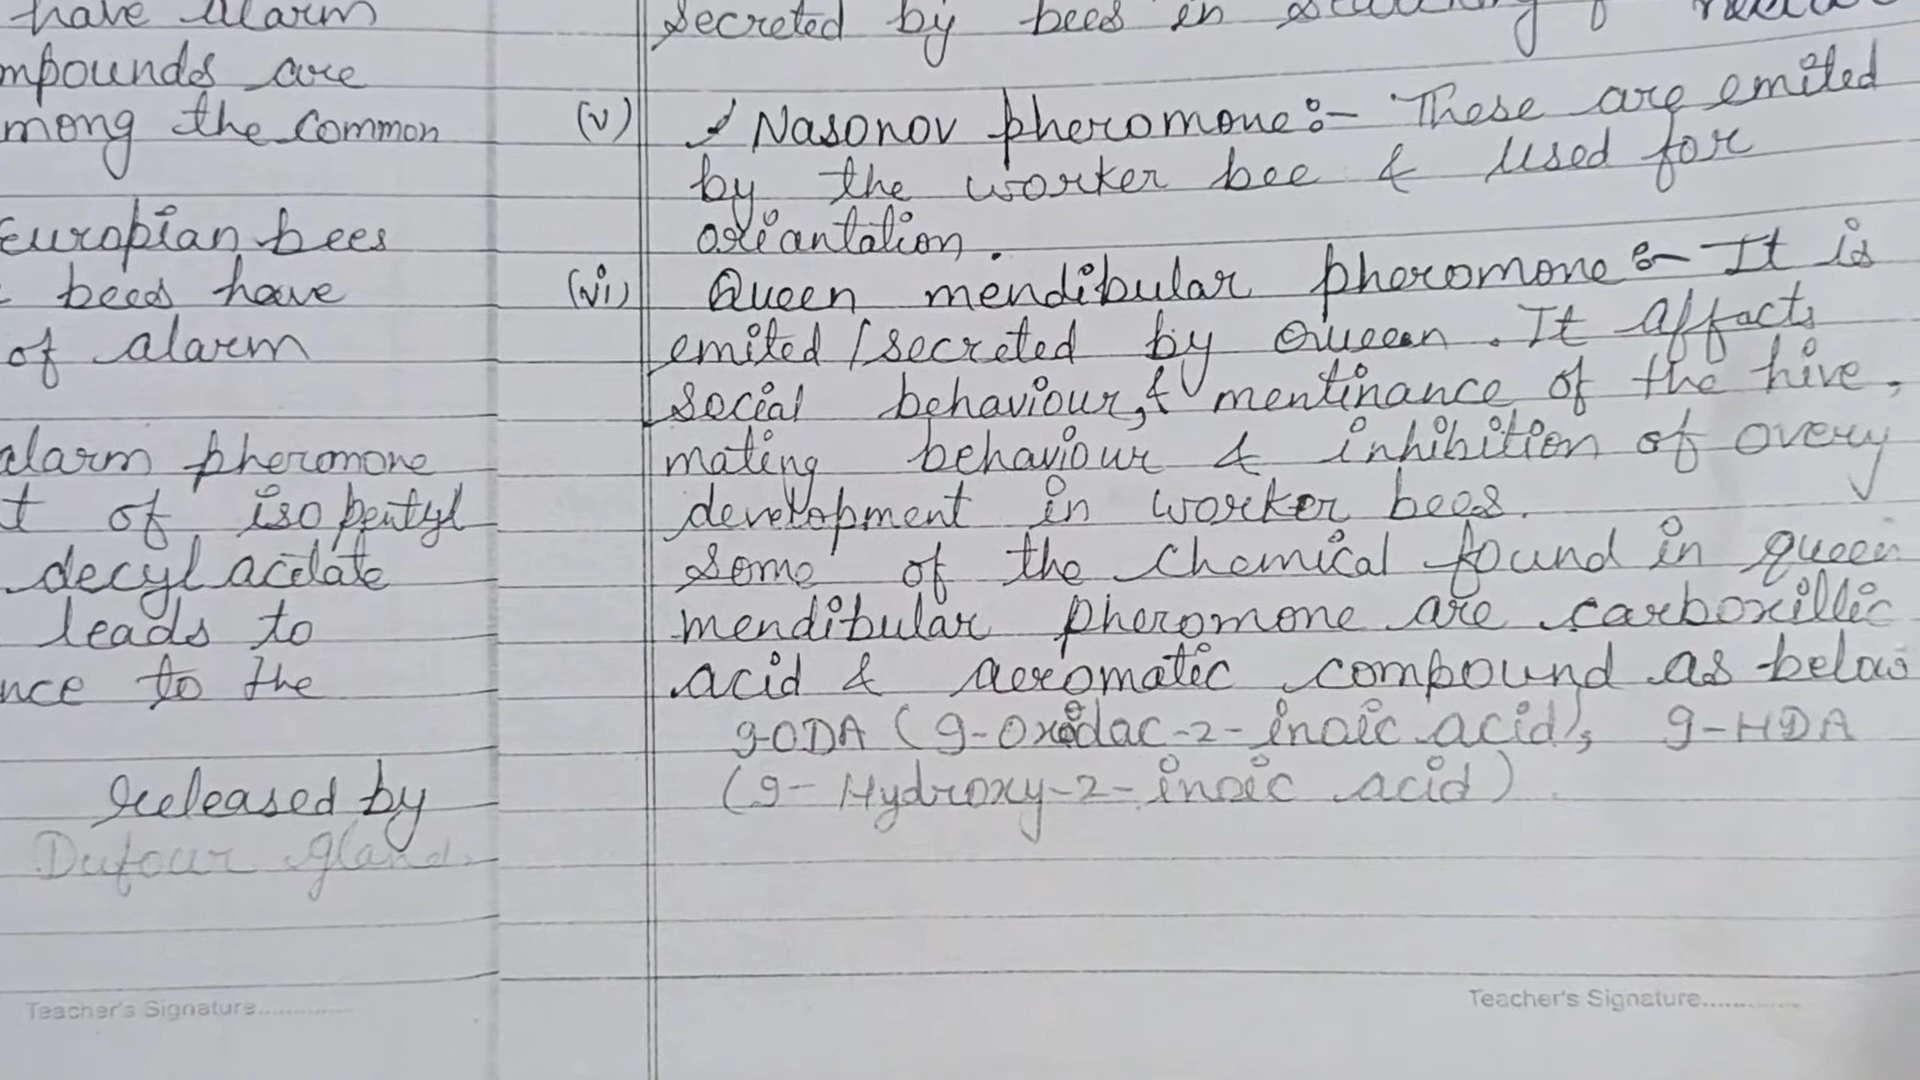 have alarm
mpounds are
mong the common
Europian bees
bees have
of alarm
alarm pheromone
t of isopentyl
decyl acetate
leads to
nce to the
released by
Dufour gland.
Teacher's Signature..............
secreted by bees in
(v) Nasonov pheromone:- These are emited
by the worker bee & used for
oriantation.
(vi) Queen mendibular pheromone:- It is
emited/secreted by Queen. It affacts
social behaviour, & mentinance of the hive,
mating behaviour & inhibition of overy
development in worker bees.
some of the chemical found in queen
mendibular pheromone are carboxillic
acid & aeromatic compound as below
9-ODA (9-Oxodac-2-inoic acid), 9-HDA
(9-Hydroxy-2-inoic acid)
Teacher's Signature..............